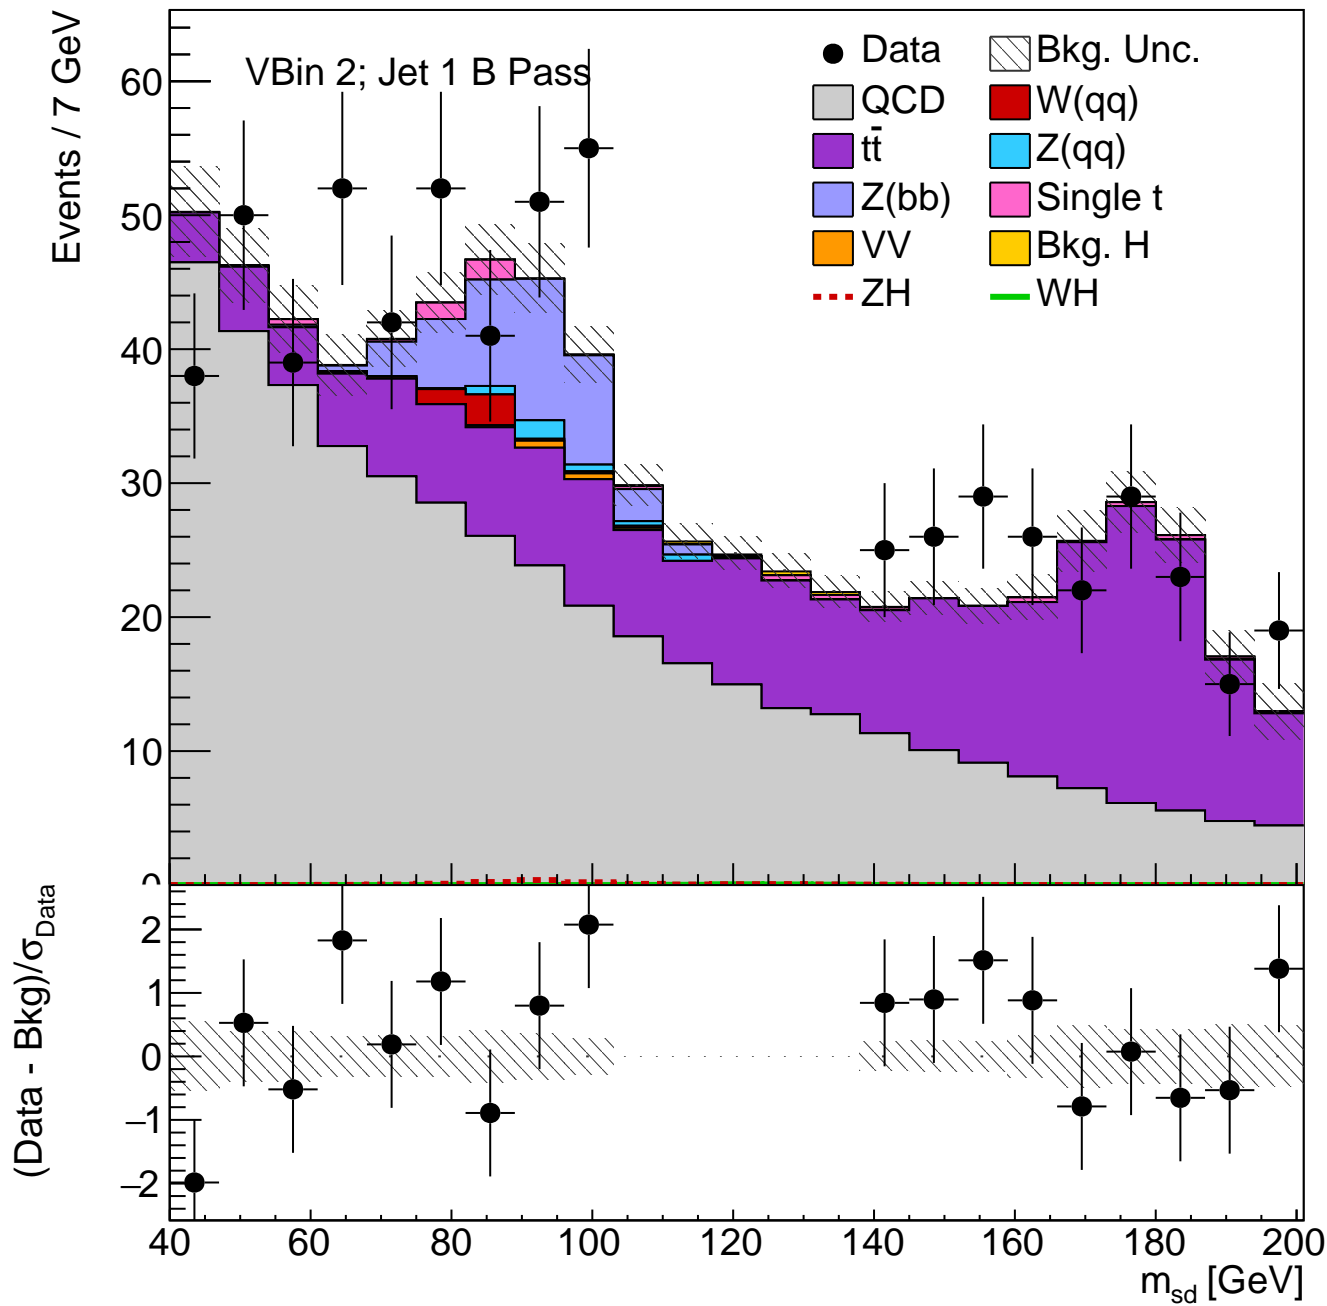 Events / 7 GeV
VBin 2; Jet 1 B Pass
Data
Bkg. Unc.
QCD
W(qq)
tt̄
Z(qq)
Z(bb)
Single t
VV
Bkg. H
ZH
WH
60
50
40
30
20
10
0
(Data - Bkg)/σData
2
1
0
−1
−2
40 60 80 100 120 140 160 180 200
msd [GeV]